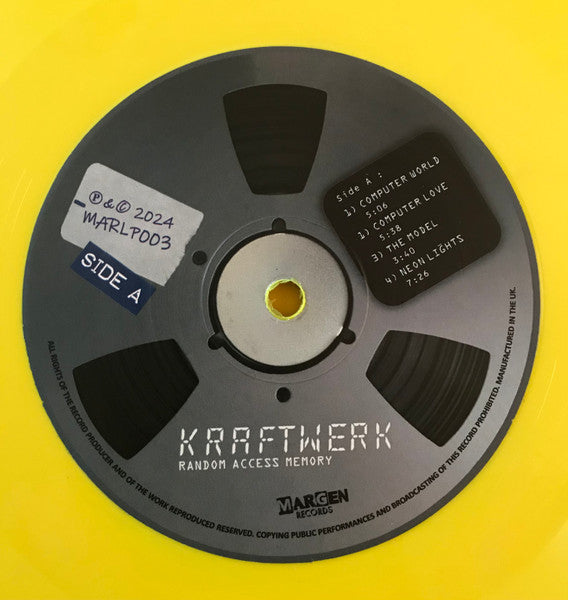 ℗ & © 2024
MARLP003
SIDE A
Side A :
1) COMPUTER WORLD
5:06
1) COMPUTER LOVE
5:38
3) THE MODEL
3:40
4) NEON LIGHTS
7:26
KRAFTWERK
RANDOM ACCESS MEMORY
MARGEN
RECORDS
ALL RIGHTS OF THE RECORD PRODUCER AND OF THE WORK REPRODUCED RESERVED. COPYING PUBLIC PERFORMANCES AND BROADCASTING OF THIS RECORD PROHIBITED. MANUFACTURED IN THE UK.